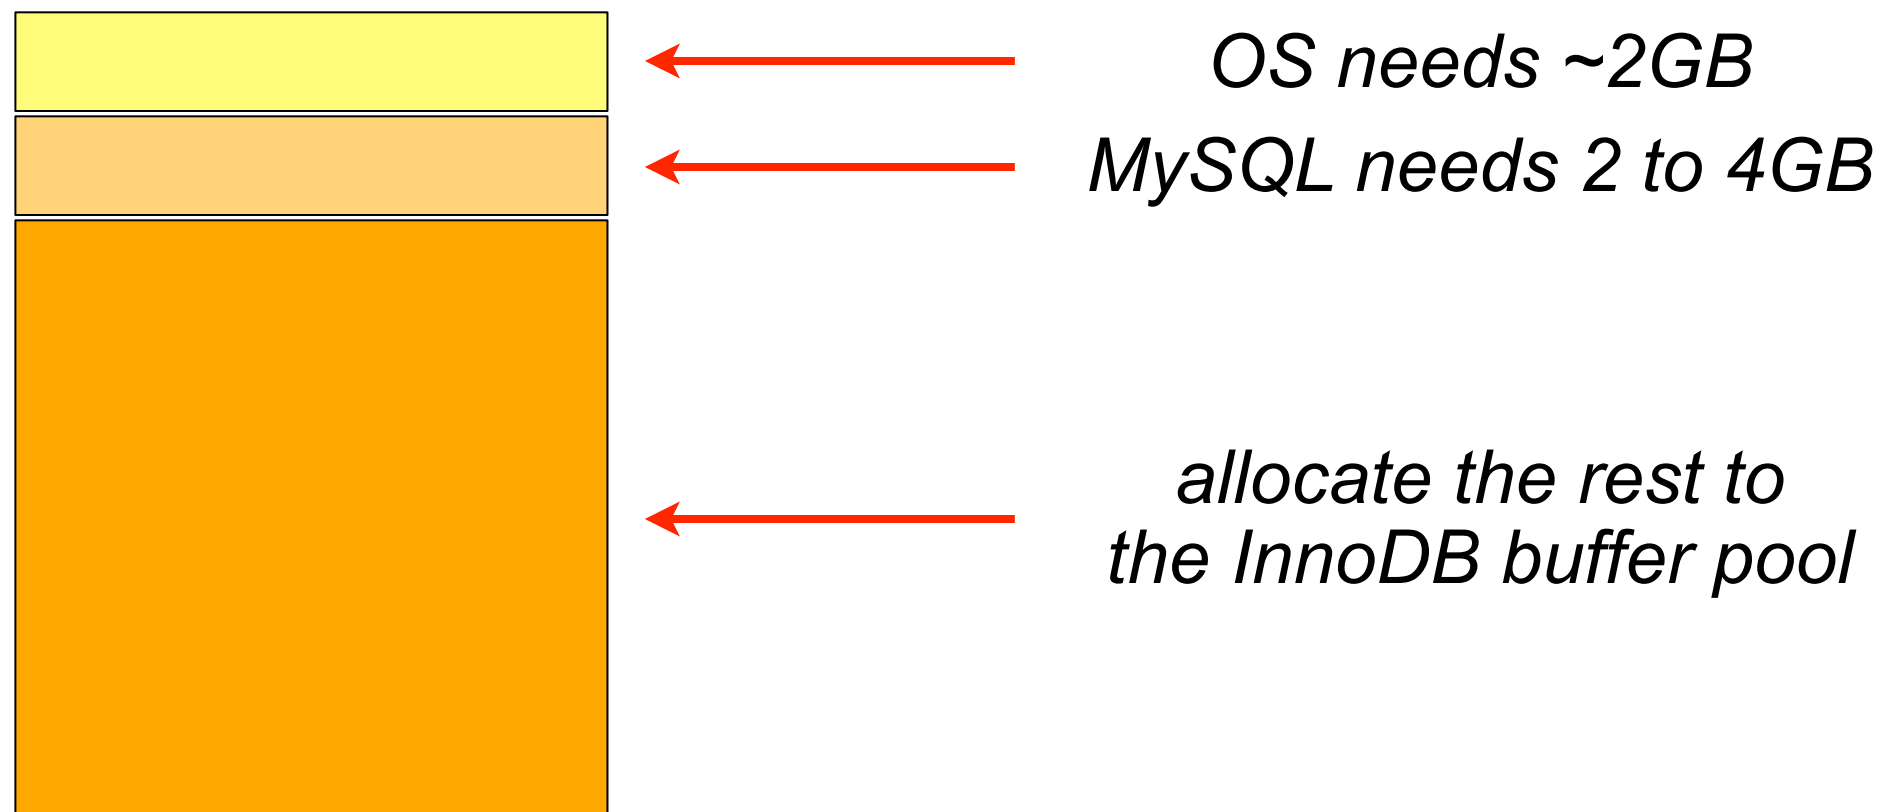 OS needs ~2GB
MySQL needs 2 to 4GB
allocate the rest to
the InnoDB buffer pool